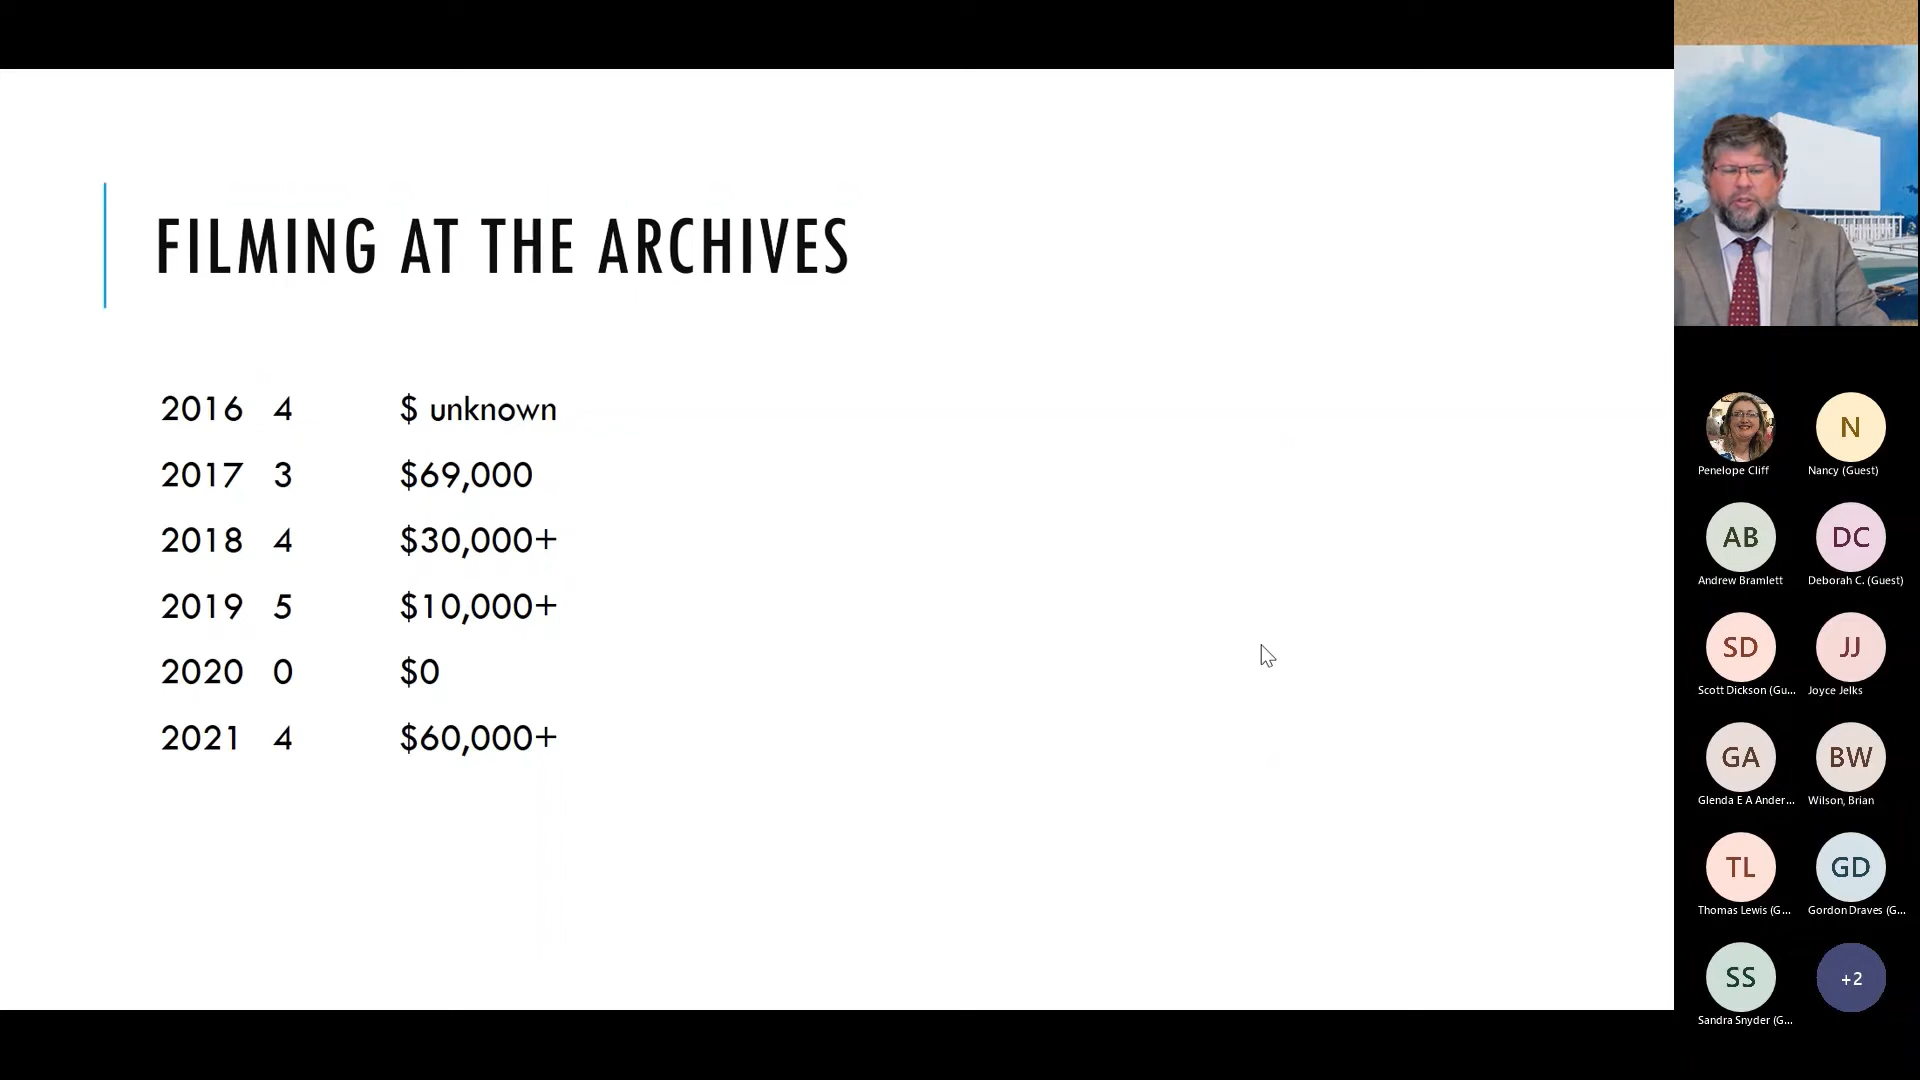 FILMING AT THE ARCHIVES
2016 4 $ unknown
2017 3 $69,000
2018 4 $30,000+
2019 5 $10,000+
2020 0 $0
2021 4 $60,000+
Penelope Cliff
N
Nancy (Guest)
AB
Andrew Bramlett
DC
Deborah C. (Guest)
SD
Scott Dickson (Gu...
JJ
Joyce Jelks
GA
Glenda E A Ander...
BW
Wilson, Brian
TL
Thomas Lewis (G...
GD
Gordon Draves (G...
SS
Sandra Snyder (G...
+2